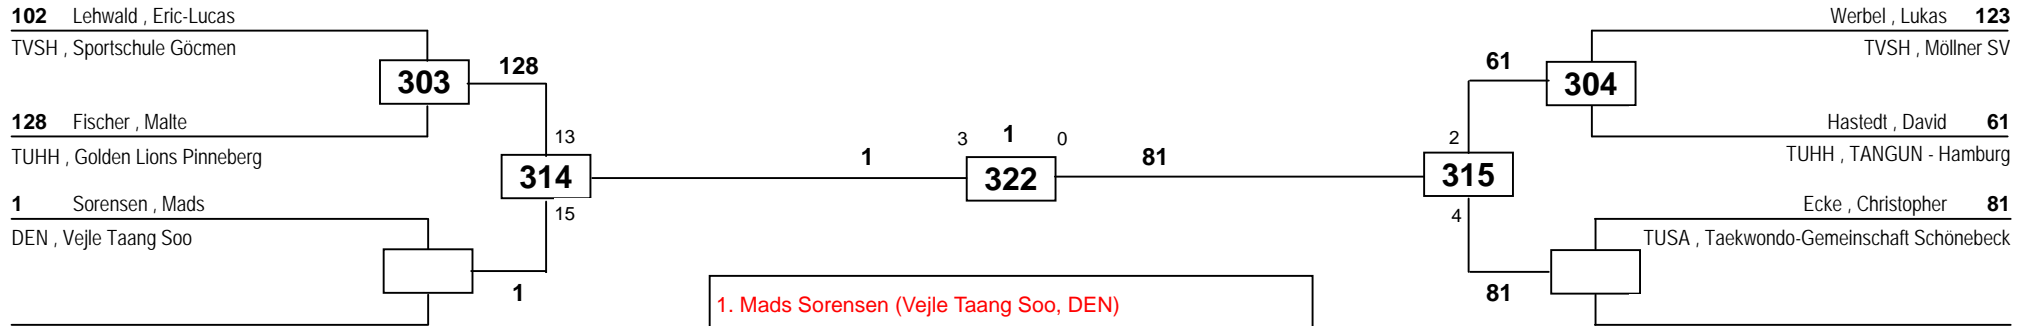 102 Lehwald , Eric-Lucas
TVSH , Sportschule Göcmen
303
128
128 Fischer , Malte
TUHH , Golden Lions Pinneberg
13
314
15
1 Sorensen , Mads
DEN , Vejle Taang Soo
1
1
3 1 0
322
81
1. Mads Sorensen (Vejle Taang Soo, DEN)
Werbel , Lukas 123
TVSH , Möllner SV
61
304
Hastedt , David 61
TUHH , TANGUN - Hamburg
2
315
4
Ecke , Christopher 81
TUSA , Taekwondo-Gemeinschaft Schönebeck
81